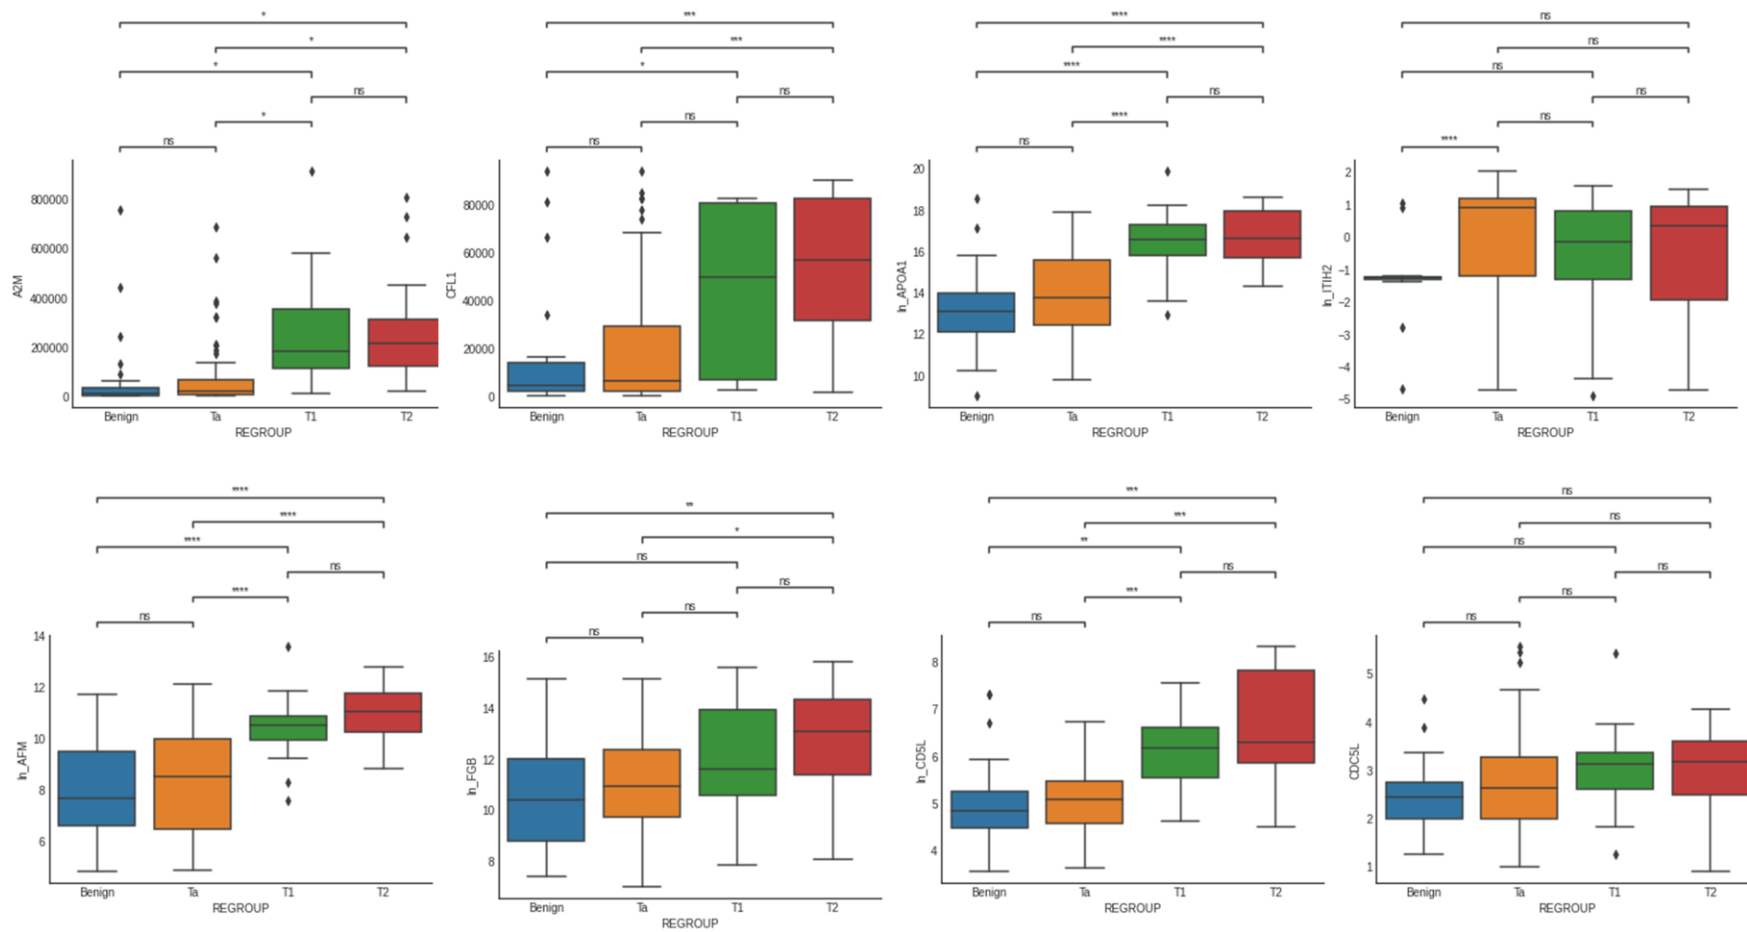 *
*
*
ns
*
ns
A2M
800000
600000
400000
200000
0
Benign Ta T1 T2
REGROUP
***
***
*
ns
ns
ns
CFL1
80000
60000
40000
20000
0
Benign Ta T1 T2
REGROUP
****
****
****
ns
****
ns
ln_APOA1
20
18
16
14
12
10
Benign Ta T1 T2
REGROUP
ns
ns
ns
ns
ns
****
ln_ITIH2
2
1
0
−1
−2
−3
−4
−5
Benign Ta T1 T2
REGROUP
****
****
****
ns
****
ns
ln_AFM
14
12
10
8
6
Benign Ta T1 T2
REGROUP
**
*
ns
ns
ns
ns
ln_FGB
16
14
12
10
8
Benign Ta T1 T2
REGROUP
***
***
**
ns
***
ns
ln_CD5L
8
7
6
5
4
Benign Ta T1 T2
REGROUP
ns
ns
ns
ns
ns
ns
CDC5L
5
4
3
2
1
Benign Ta T1 T2
REGROUP